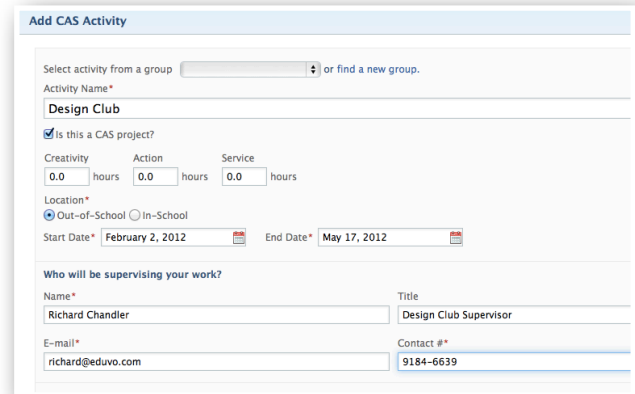 Add CAS Activity
Select activity from a group or find a new group.
Activity Name*
Design Club
Is this a CAS project?
Creativity Action Service
0.0 hours 0.0 hours 0.0 hours
Location*
Out-of-School In-School
Start Date* February 2, 2012 End Date* May 17, 2012
Who will be supervising your work?
Name* Title
Richard Chandler Design Club Supervisor
E-mail* Contact #*
richard@eduvo.com 9184-6639